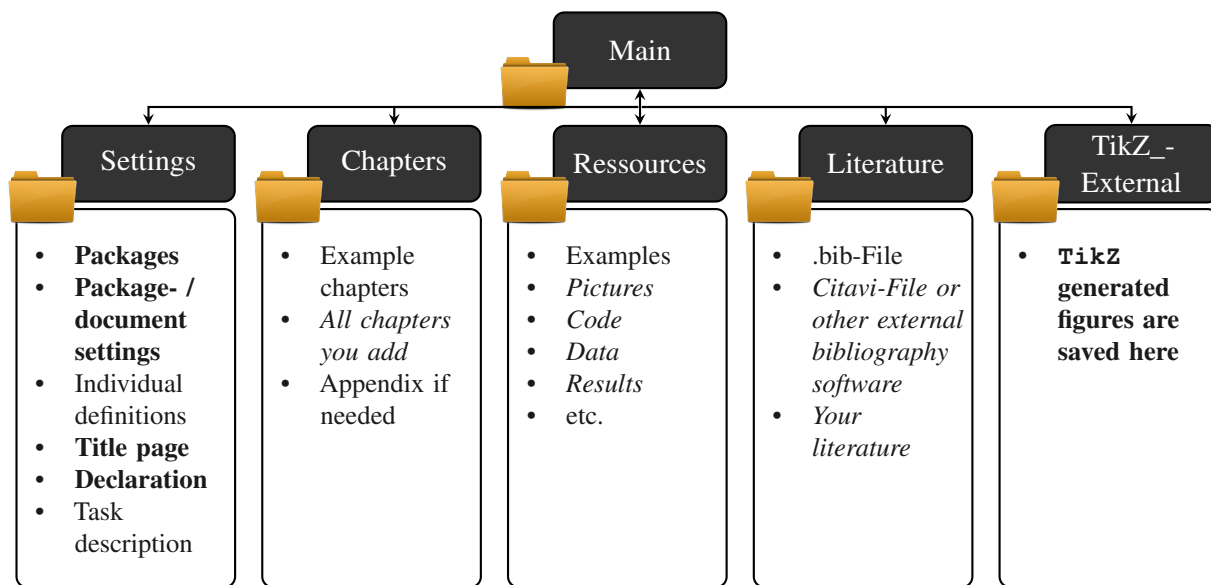 Main
Settings
Chapters
Ressources
Literature
TikZ_-
External
• Packages
• Package- /
document
settings
• Individual
definitions
• Title page
• Declaration
• Task
description
• Example
chapters
• All chapters
you add
• Appendix if
needed
• Examples
• Pictures
• Code
• Data
• Results
• etc.
• .bib-File
• Citavi-File or
other external
bibliography
software
• Your
literature
• TikZ
generated
figures are
saved here